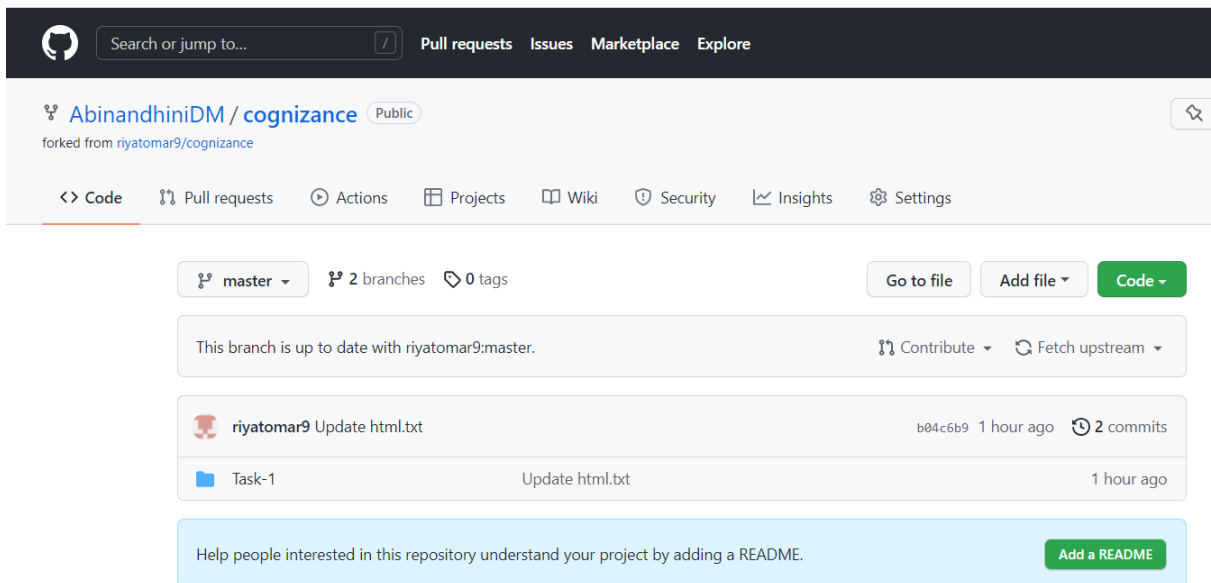 Search or jump to... / Pull requests Issues Marketplace Explore
AbinandhiniDM / cognizance Public
forked from riyatomar9/cognizance
<> Code Pull requests Actions Projects Wiki Security Insights Settings
master 2 branches 0 tags Go to file Add file Code
This branch is up to date with riyatomar9:master. Contribute Fetch upstream
riyatomar9 Update html.txt b04c6b9 1 hour ago 2 commits
Task-1 Update html.txt 1 hour ago
Help people interested in this repository understand your project by adding a README. Add a README